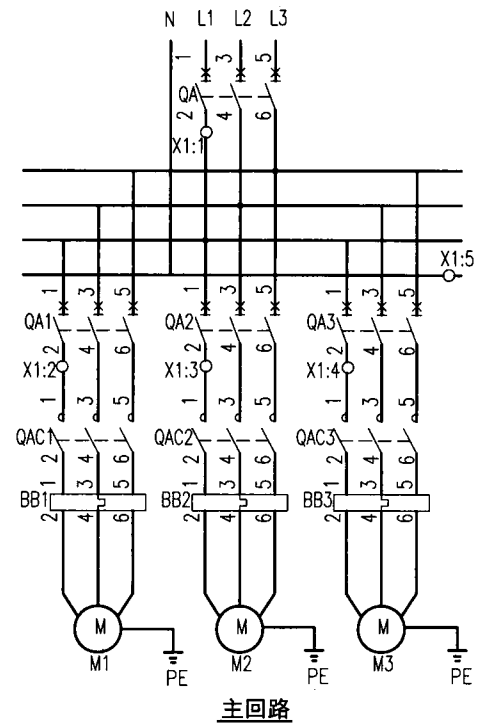 N L1 L2 L3
1 3 5
QA
2 4 6
X1:1
X1:5
1 3 5 1 3 5 1 3 5
QA1 QA2 QA3
2 4 6 2 4 6 2 4 6
X1:2 X1:3 X1:4
1 3 5 1 3 5 1 3 5
QAC1 QAC2 QAC3
2 4 6 2 4 6 2 4 6
1 3 5 1 3 5 1 3 5
BB1 BB2 BB3
2 4 6 2 4 6 2 4 6
M M M
M1 M2 M3
PE PE PE
主回路